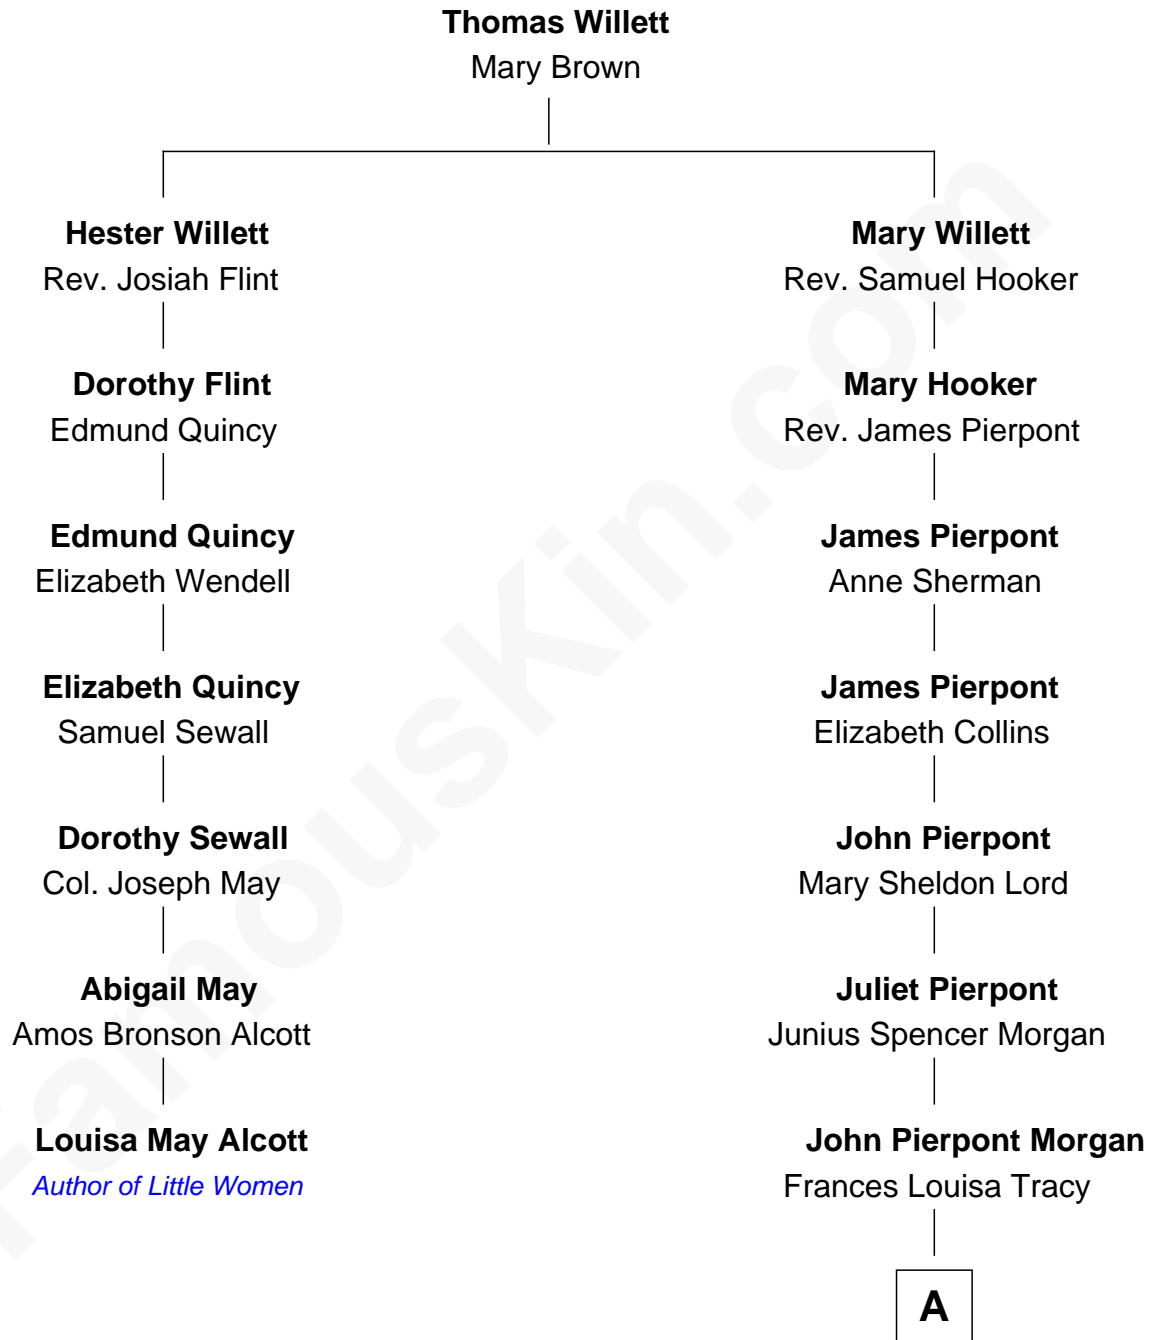 Thomas Willett
Mary Brown
Hester Willett
Rev. Josiah Flint
Mary Willett
Rev. Samuel Hooker
Dorothy Flint
Edmund Quincy
Mary Hooker
Rev. James Pierpont
Edmund Quincy
Elizabeth Wendell
James Pierpont
Anne Sherman
Elizabeth Quincy
Samuel Sewall
James Pierpont
Elizabeth Collins
Dorothy Sewall
Col. Joseph May
John Pierpont
Mary Sheldon Lord
Abigail May
Amos Bronson Alcott
Juliet Pierpont
Junius Spencer Morgan
Louisa May Alcott
Author of Little Women
John Pierpont Morgan
Frances Louisa Tracy
A
FamousKin.com